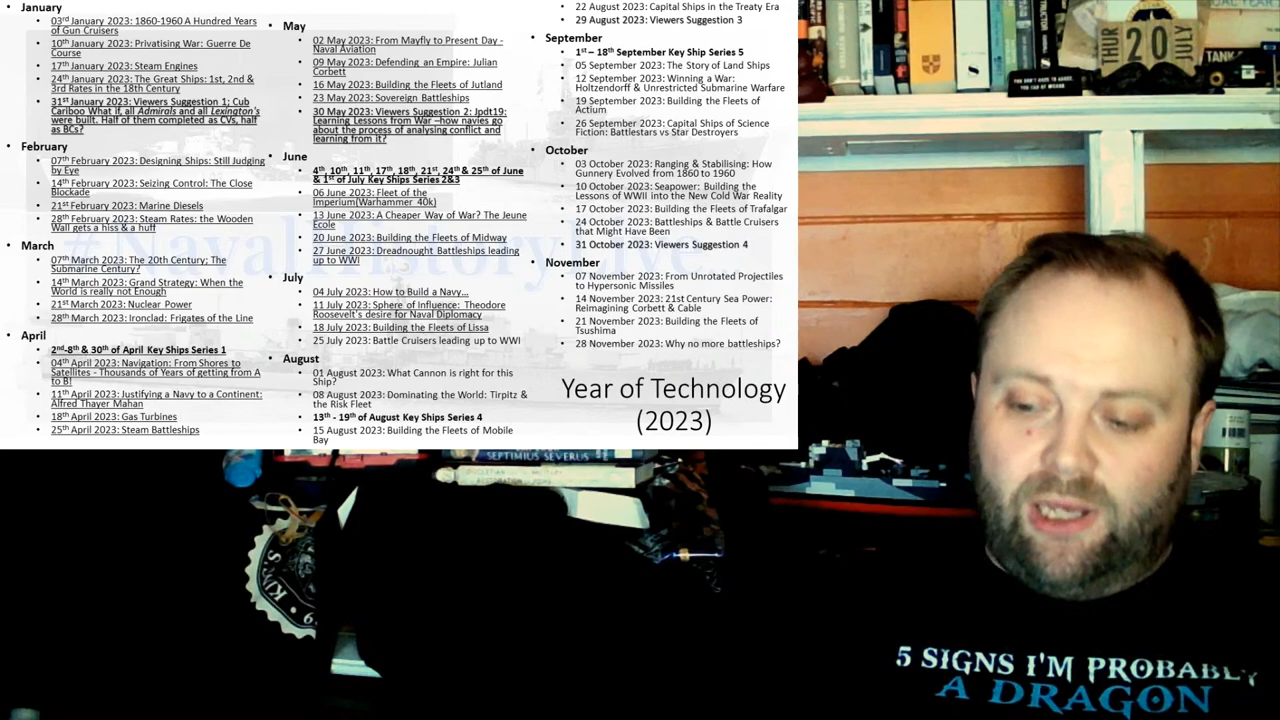 January
03rd January 2023: 1860-1960 A Hundred Years
of Gun Cruisers
10th January 2023: Privatising War: Guerre De
Course
17th January 2023: Steam Engines
24th January 2023: The Great Ships: 1st, 2nd &
3rd Rates in the 18th Century
31st January 2023: Viewers Suggestion 1; Cub
Cariboo What if, all Admirals and all Lexington's
were built. Half of them completed as CVs, half
as BCs?
February
07th February 2023: Designing Ships: Still Judging
by Eye
14th February 2023: Seizing Control: The Close
Blockade
21st February 2023: Marine Diesels
28th February 2023: Steam Rates: the Wooden
Wall gets a hiss & a huff
March
07th March 2023: The 20th Century; The
Submarine Century?
14th March 2023: Grand Strategy: When the
World is really not Enough
21st March 2023: Nuclear Power
28th March 2023: Ironclad: Frigates of the Line
April
2nd-8th & 30th of April Key Ships Series 1
04th April 2023: Navigation: From Shores to
Satellites - Thousands of Years of getting from A
to B!
11th April 2023: Justifying a Navy to a Continent:
Alfred Thayer Mahan
18th April 2023: Gas Turbines
25th April 2023: Steam Battleships
May
02 May 2023: From Mayfly to Present Day -
Naval Aviation
09 May 2023: Defending an Empire: Julian
Corbett
16 May 2023: Building the Fleets of Jutland
23 May 2023: Sovereign Battleships
30 May 2023: Viewers Suggestion 2: Jpdt19:
Learning Lessons from War –how navies go
about the process of analysing conflict and
learning from it?
June
4th, 10th, 11th, 17th, 18th, 21st, 24th & 25th of June
& 1st of July Key Ships Series 2&3
06 June 2023: Fleet of the
Imperium(Warhammer 40k)
13 June 2023: A Cheaper Way of War? The Jeune
Ecole
20 June 2023: Building the Fleets of Midway
27 June 2023: Dreadnought Battleships leading
up to WWI
July
04 July 2023: How to Build a Navy...
11 July 2023: Sphere of Influence: Theodore
Roosevelt's desire for Naval Diplomacy
18 July 2023: Building the Fleets of Lissa
25 July 2023: Battle Cruisers leading up to WWI
August
01 August 2023: What Cannon is right for this
Ship?
08 August 2023: Dominating the World: Tirpitz &
the Risk Fleet
13th - 19th of August Key Ships Series 4
15 August 2023: Building the Fleets of Mobile
Bay
22 August 2023: Capital Ships in the Treaty Era
29 August 2023: Viewers Suggestion 3
September
1st – 18th September Key Ship Series 5
05 September 2023: The Story of Land Ships
12 September 2023: Winning a War:
Holtzendorff & Unrestricted Submarine Warfare
19 September 2023: Building the Fleets of
Actium
26 September 2023: Capital Ships of Science
Fiction: Battlestars vs Star Destroyers
October
03 October 2023: Ranging & Stabilising: How
Gunnery Evolved from 1860 to 1960
10 October 2023: Seapower: Building the
Lessons of WWII into the New Cold War Reality
17 October 2023: Building the Fleets of Trafalgar
24 October 2023: Battleships & Battle Cruisers
that Might Have Been
31 October 2023: Viewers Suggestion 4
November
07 November 2023: From Unrotated Projectiles
to Hypersonic Missiles
14 November 2023: 21st Century Sea Power:
Reimagining Corbett & Cable
21 November 2023: Building the Fleets of
Tsushima
28 November 2023: Why no more battleships?
Year of Technology
(2023)
THUR
20
JULY
TANK
SEPTIMIUS SEVERUS
5 SIGNS I'M PROBABLY
A DRAGON